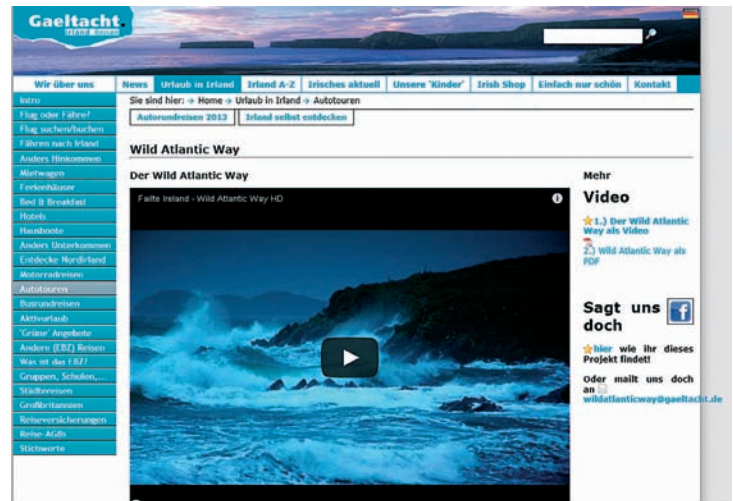 Gaeltacht.
Irland Reisen
Wir über uns
News
Urlaub in Irland
Irland A-Z
Irisches aktuell
Unsere 'Kinder'
Irish Shop
Einfach nur schön
Kontakt
Intro
Flug oder Fähre?
Flug suchen/buchen
Fähren nach Irland
Anders Hinkommen
Mietwagen
Ferienhäuser
Bed & Breakfast
Hotels
Hausboote
Anders Unterkommen
Entdecke Nordirland
Motorradreisen
Autotouren
Busrundreisen
Aktivurlaub
'Grüne' Angebote
Andere (EBZ) Reisen
Was ist das EBZ?
Gruppen, Schulen,...
Städtereisen
Großbritannien
Reiseversicherungen
Reise-AGBs
Stichworte
Sie sind hier: → Home → Urlaub in Irland → Autotouren
Autorundreisen 2013
Irland selbst entdecken
Wild Atlantic Way
Der Wild Atlantic Way
Failte Ireland - Wild Atlantic Way HD
Mehr
Video
1.) Der Wild Atlantic
Way als Video
2.) Wild Atlantic Way als
PDF
Sagt uns
doch
hier wie ihr dieses
Projekt findet!
Oder mailt uns doch
an
wildatlanticway@gaeltacht.de